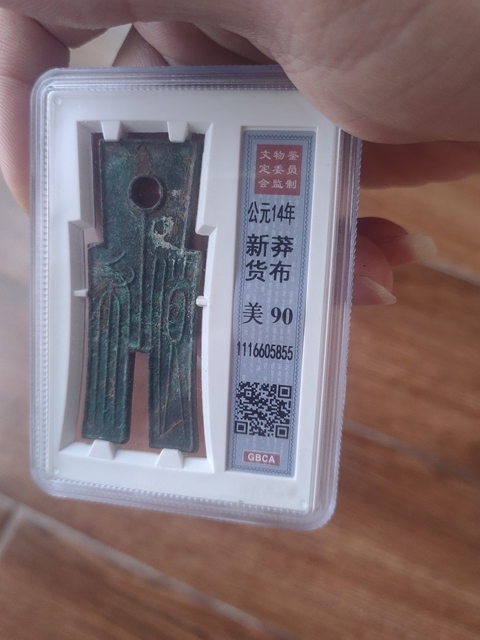 文物鉴
定委员
会监制
公元14年
新莽
货布
美 90
1116605855
GBCA